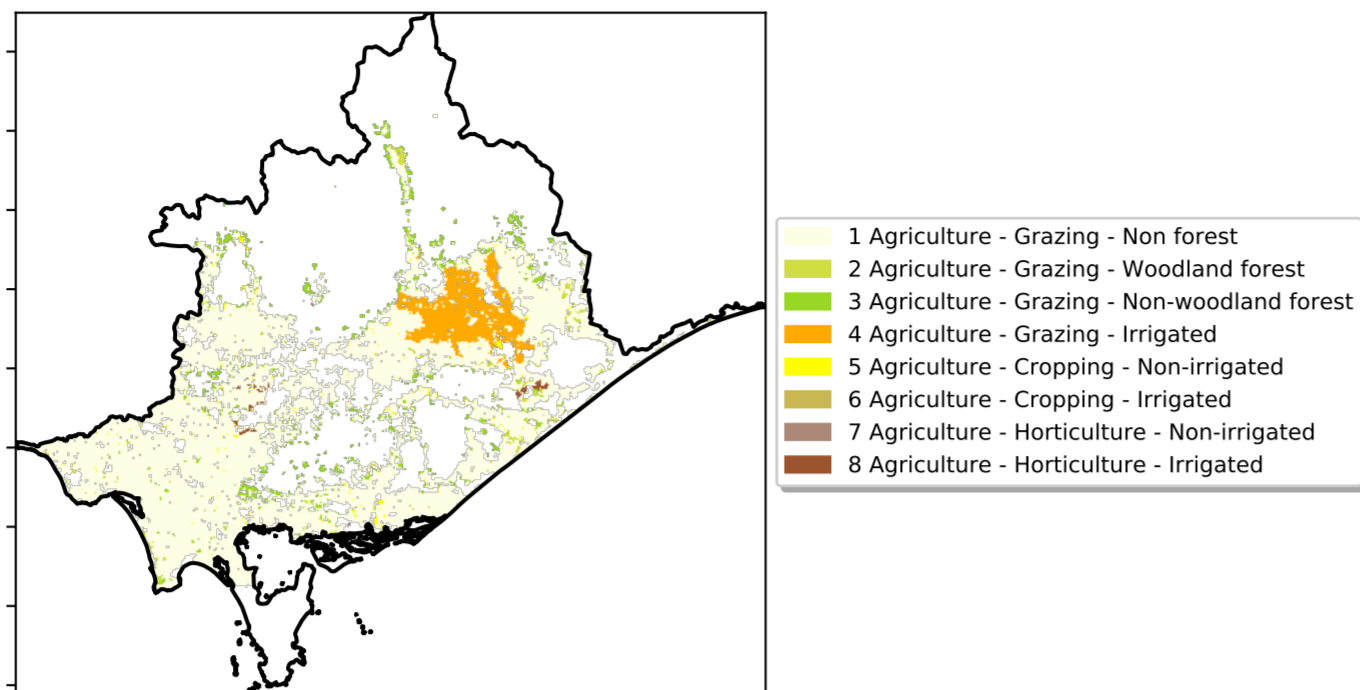 1 Agriculture - Grazing - Non forest
2 Agriculture - Grazing - Woodland forest
3 Agriculture - Grazing - Non-woodland forest
4 Agriculture - Grazing - Irrigated
5 Agriculture - Cropping - Non-irrigated
6 Agriculture - Cropping - Irrigated
7 Agriculture - Horticulture - Non-irrigated
8 Agriculture - Horticulture - Irrigated